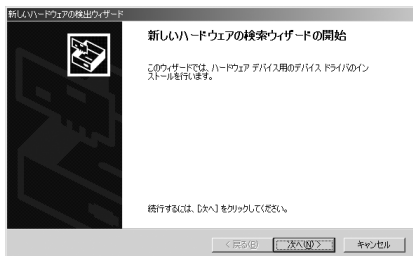 新しいハードウェアの検出ウィザード
新しいハードウェアの検索ウィザードの開始
このウィザードでは、ハードウェア デバイス用のデバイス ドライバのイン
ストールを行います。
続行するには、[次へ] をクリックしてください。
< 戻る(B) 次へ(N) > キャンセル